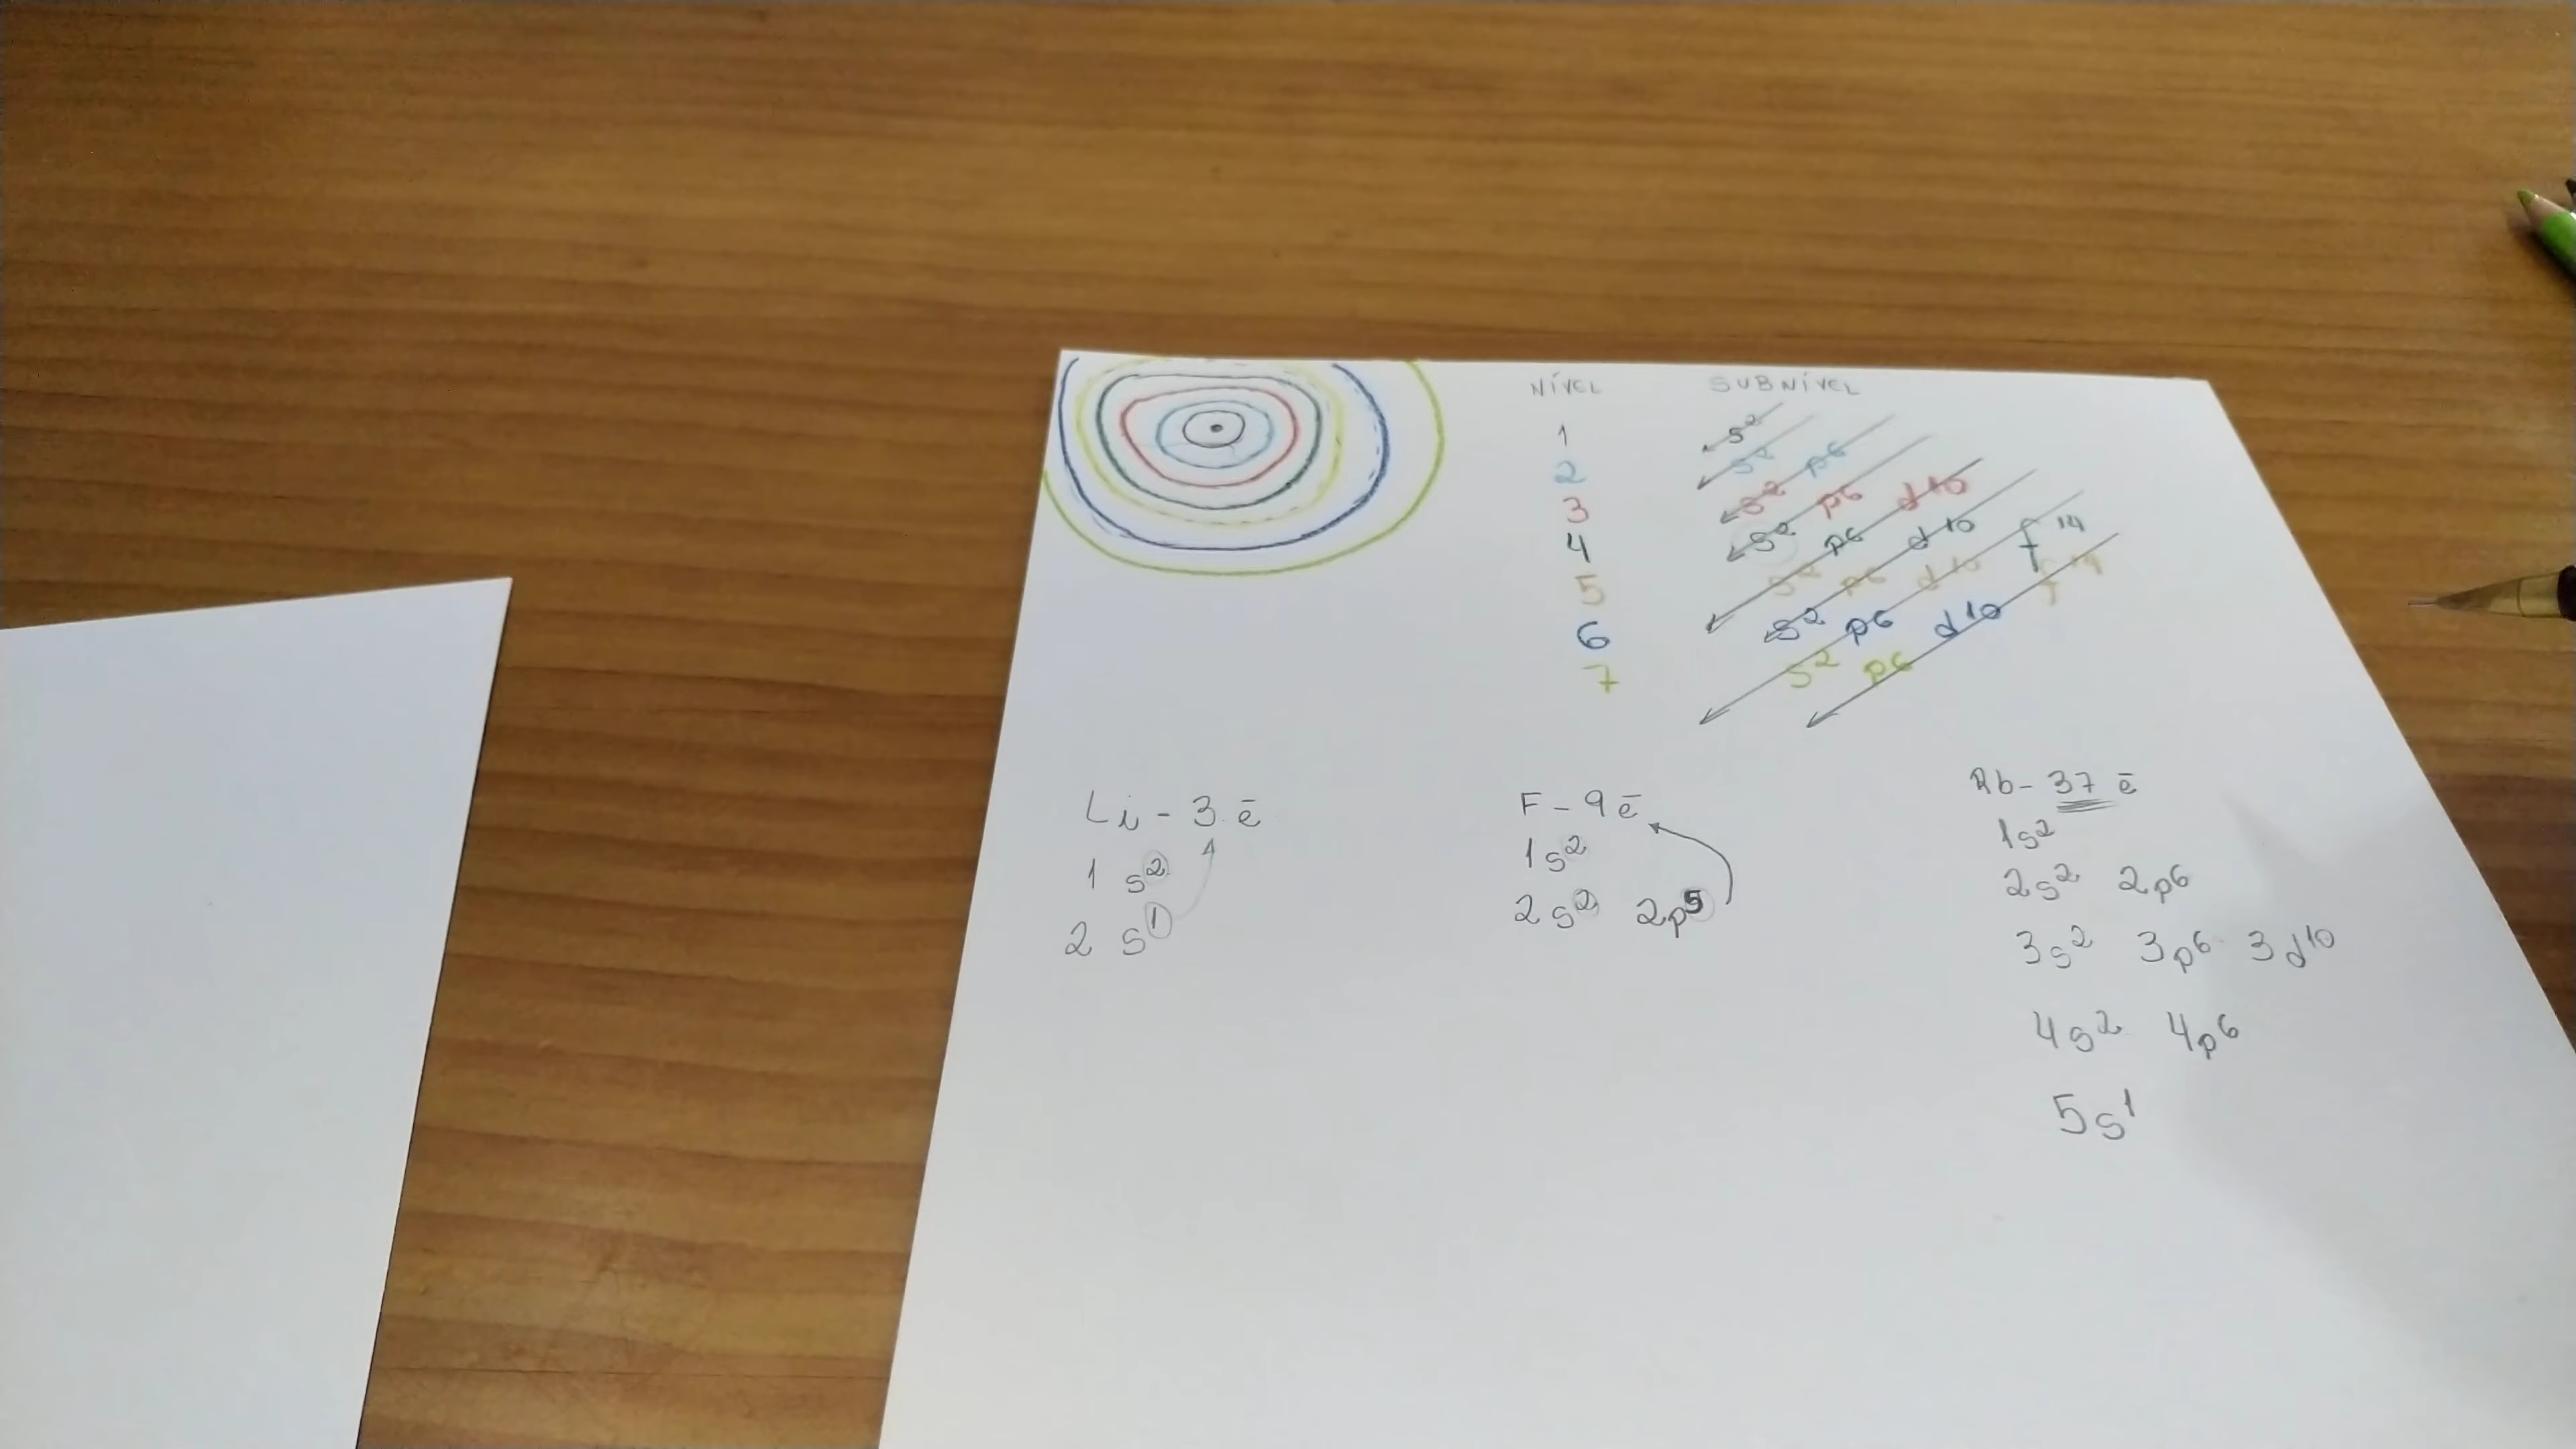 NÍVEL SUBNÍVEL
1 s²
2 s² p6
3 s² p6 d10
4 s² p6 d10 f14
5 s² p6 d10 f14
6 s² p6 d10
7 s² p6
Li - 3 ē
1 s²
2 s¹
F - 9 ē
1s²
2s² 2p⁵
Rb - 37 ē
1s²
2s² 2p6
3s² 3p6 3d10
4s² 4p6
5s¹